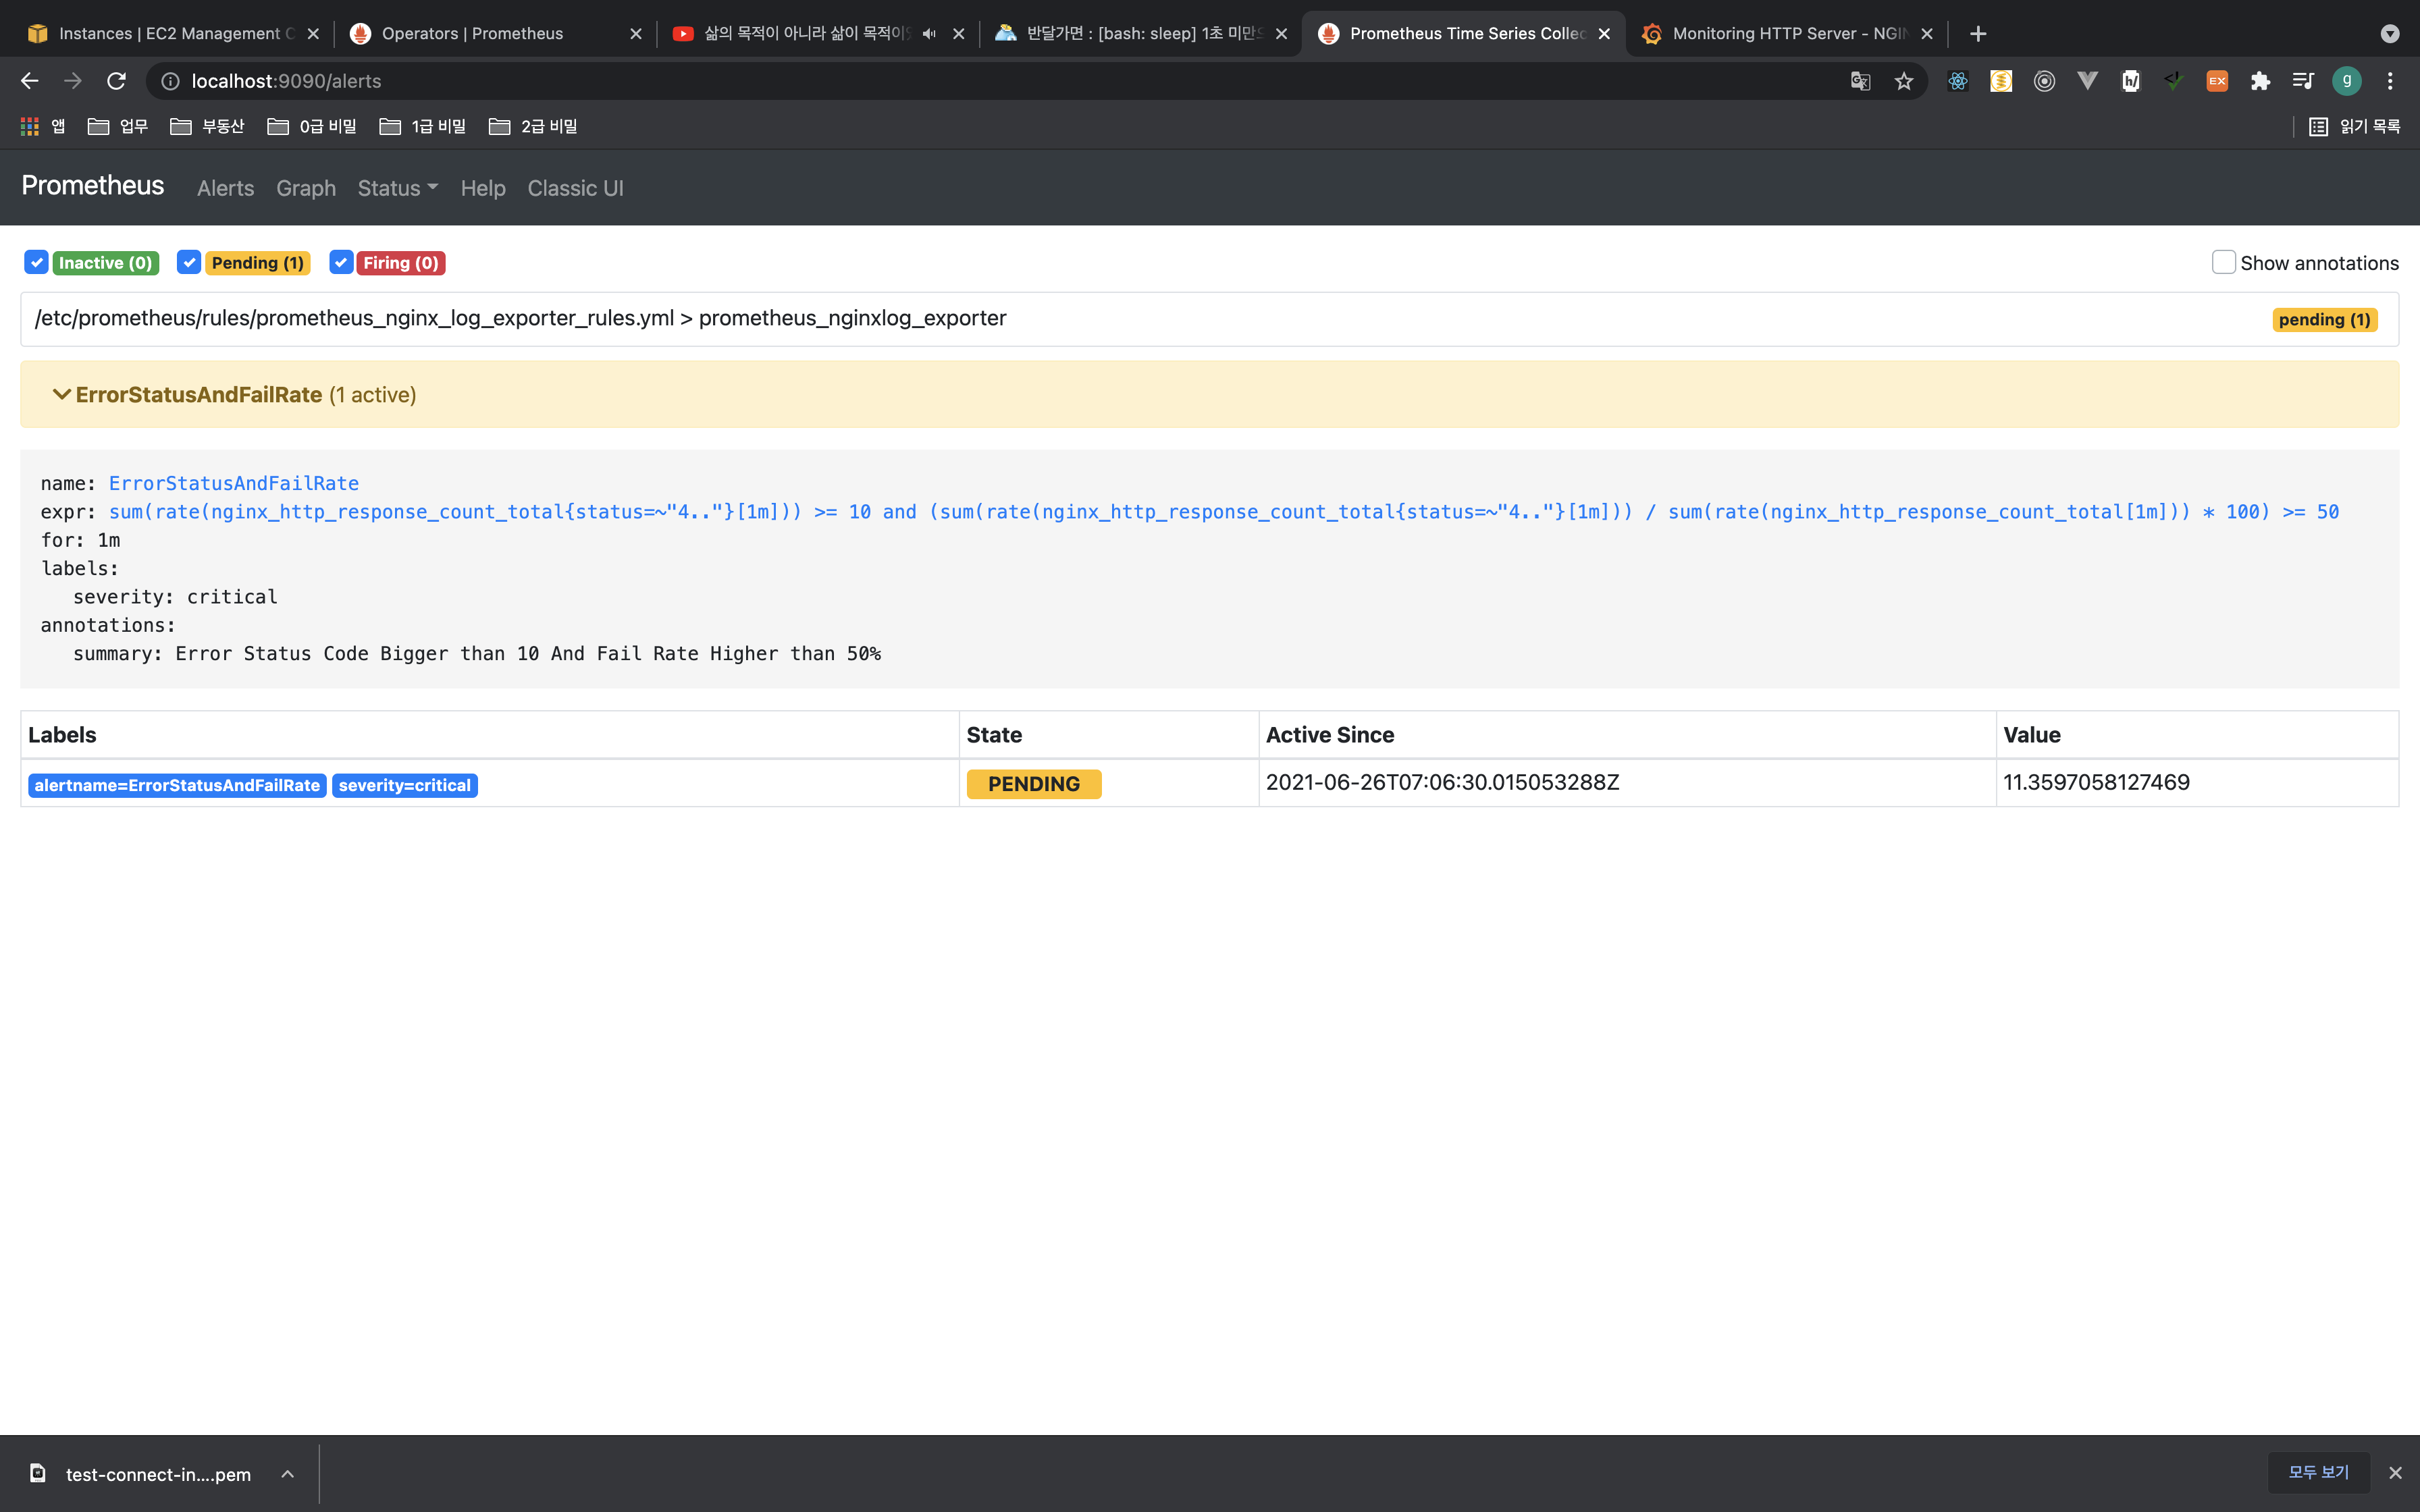 Instances | EC2 Management C
Operators | Prometheus
삶의 목적이 아니라 삶이 목적이
반달가면 : [bash: sleep] 1초 미만
Prometheus Time Series Collec
Monitoring HTTP Server - NGI
localhost:9090/alerts
EX
g
앱
업무
부동산
0급 비밀
1급 비밀
2급 비밀
읽기 목록
Prometheus
Alerts
Graph
Status
Help
Classic UI
Inactive (0)
Pending (1)
Firing (0)
Show annotations
/etc/prometheus/rules/prometheus_nginx_log_exporter_rules.yml > prometheus_nginxlog_exporter
pending (1)
ErrorStatusAndFailRate (1 active)
name: ErrorStatusAndFailRate
expr: sum(rate(nginx_http_response_count_total{status=~"4.."}[1m])) >= 10 and (sum(rate(nginx_http_response_count_total{status=~"4.."}[1m])) / sum(rate(nginx_http_response_count_total[1m])) * 100) >= 50
for: 1m
labels:
severity: critical
annotations:
summary: Error Status Code Bigger than 10 And Fail Rate Higher than 50%
Labels State Active Since Value
alertname=ErrorStatusAndFailRate severity=critical PENDING 2021-06-26T07:06:30.015053288Z 11.3597058127469
test-connect-in....pem
모두 보기